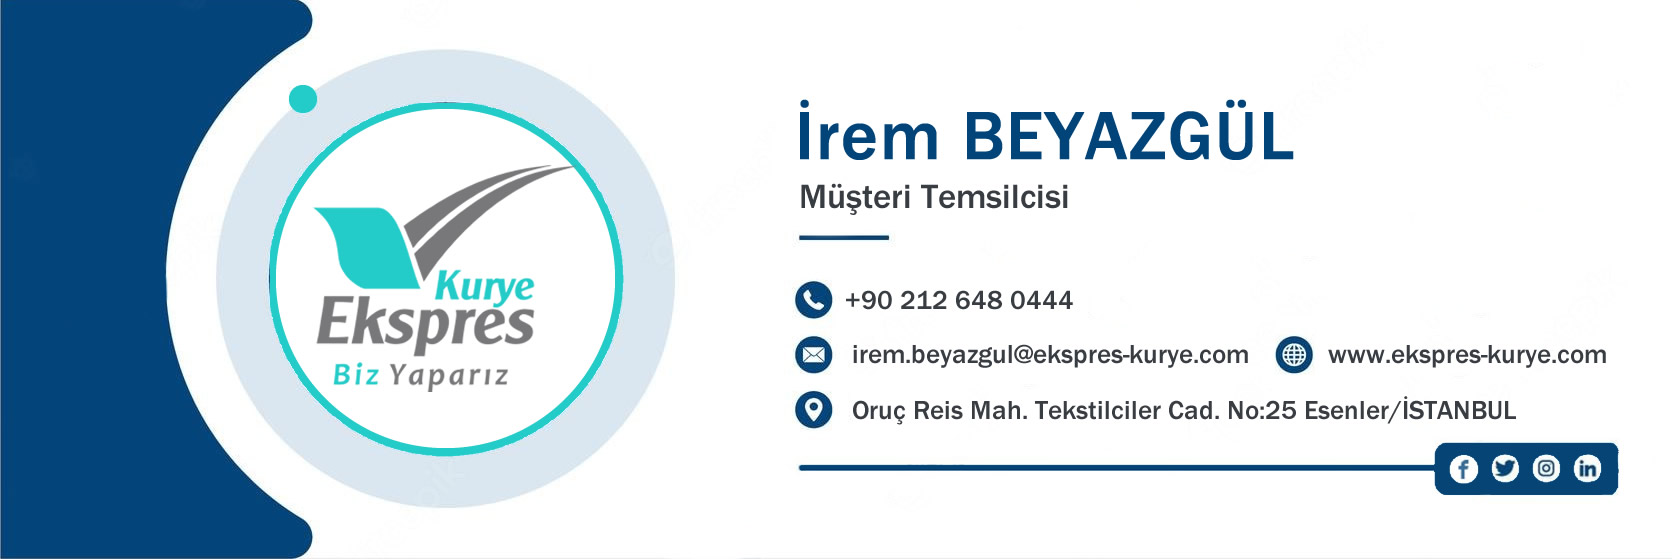 Kurye
Ekspres
Biz Yaparız
İrem BEYAZGÜL
Müşteri Temsilcisi
+90 212 648 0444
irem.beyazgul@ekspres-kurye.com www.ekspres-kurye.com
Oruç Reis Mah. Tekstilciler Cad. No:25 Esenler/İSTANBUL